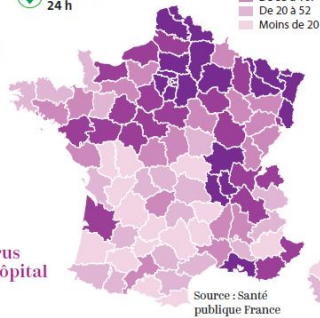 24 h
De 20 à 52
Moins de 20
rus
ôpital
Source : Santé
publique France